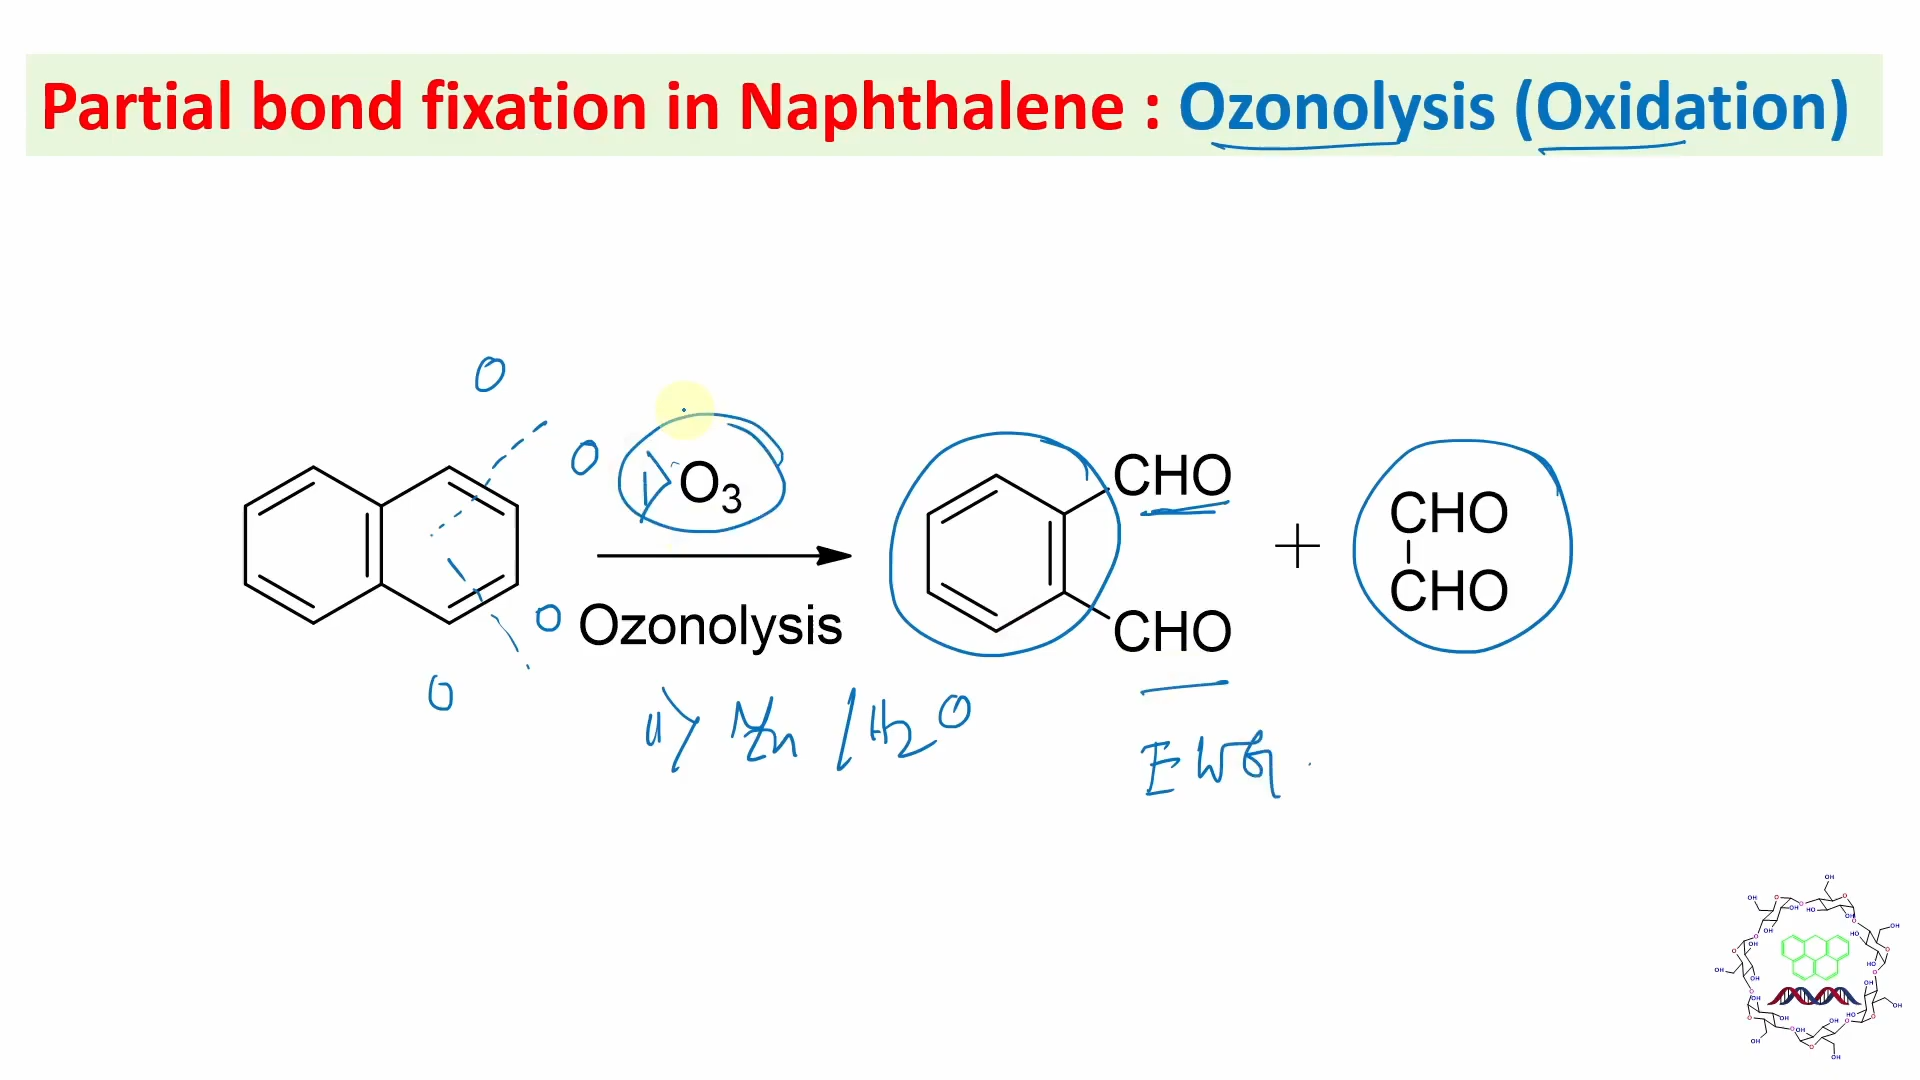 Partial bond fixation in Naphthalene : Ozonolysis (Oxidation)
O
O
O₃
CHO
CHO
CHO
CHO
+
O
Ozonolysis
O
ii) Zn / H₂O
EWG